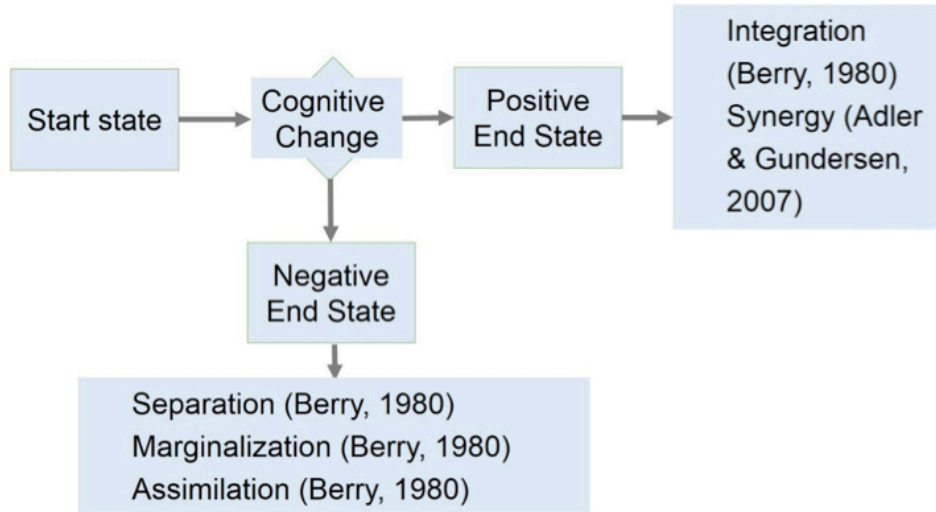 Start state
Cognitive
Change
Positive
End State
Integration
(Berry, 1980)
Synergy (Adler
& Gundersen,
2007)
Negative
End State
Separation (Berry, 1980)
Marginalization (Berry, 1980)
Assimilation (Berry, 1980)